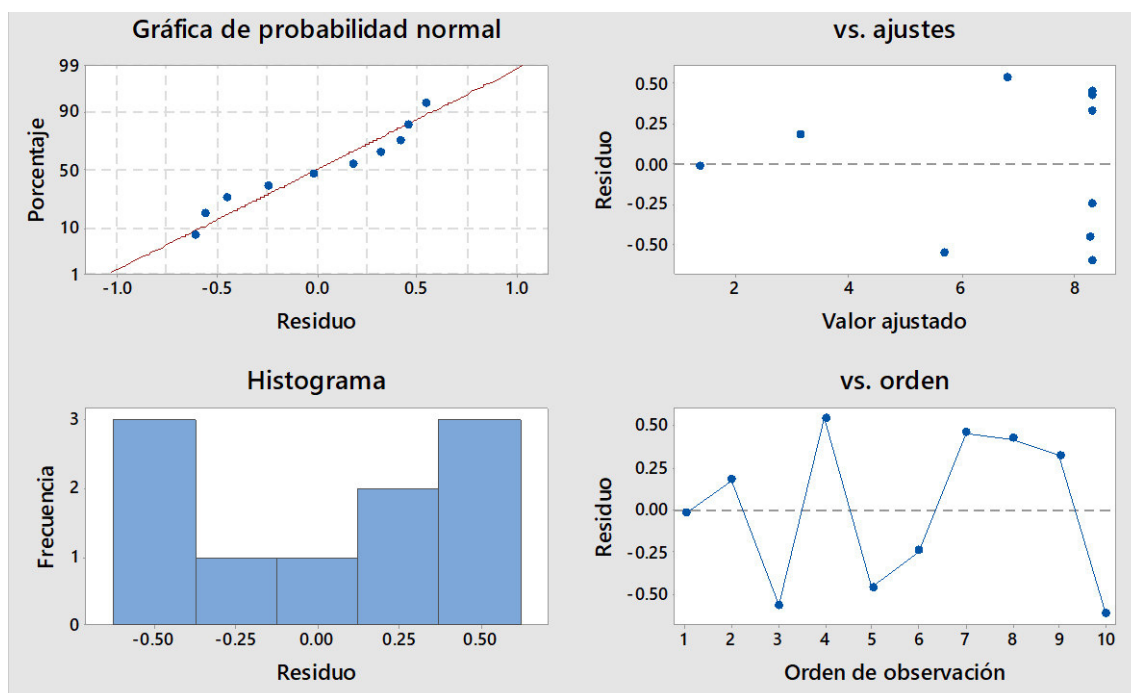 Gráfica de probabilidad normal
99
90
50
10
1
Porcentaje
-1.0 -0.5 0.0 0.5 1.0
Residuo
vs. ajustes
0.50
0.25
0.00
-0.25
-0.50
Residuo
2 4 6 8
Valor ajustado
Histograma
3
2
1
0
Frecuencia
-0.50 -0.25 0.00 0.25 0.50
Residuo
vs. orden
0.50
0.25
0.00
-0.25
-0.50
Residuo
1 2 3 4 5 6 7 8 9 10
Orden de observación